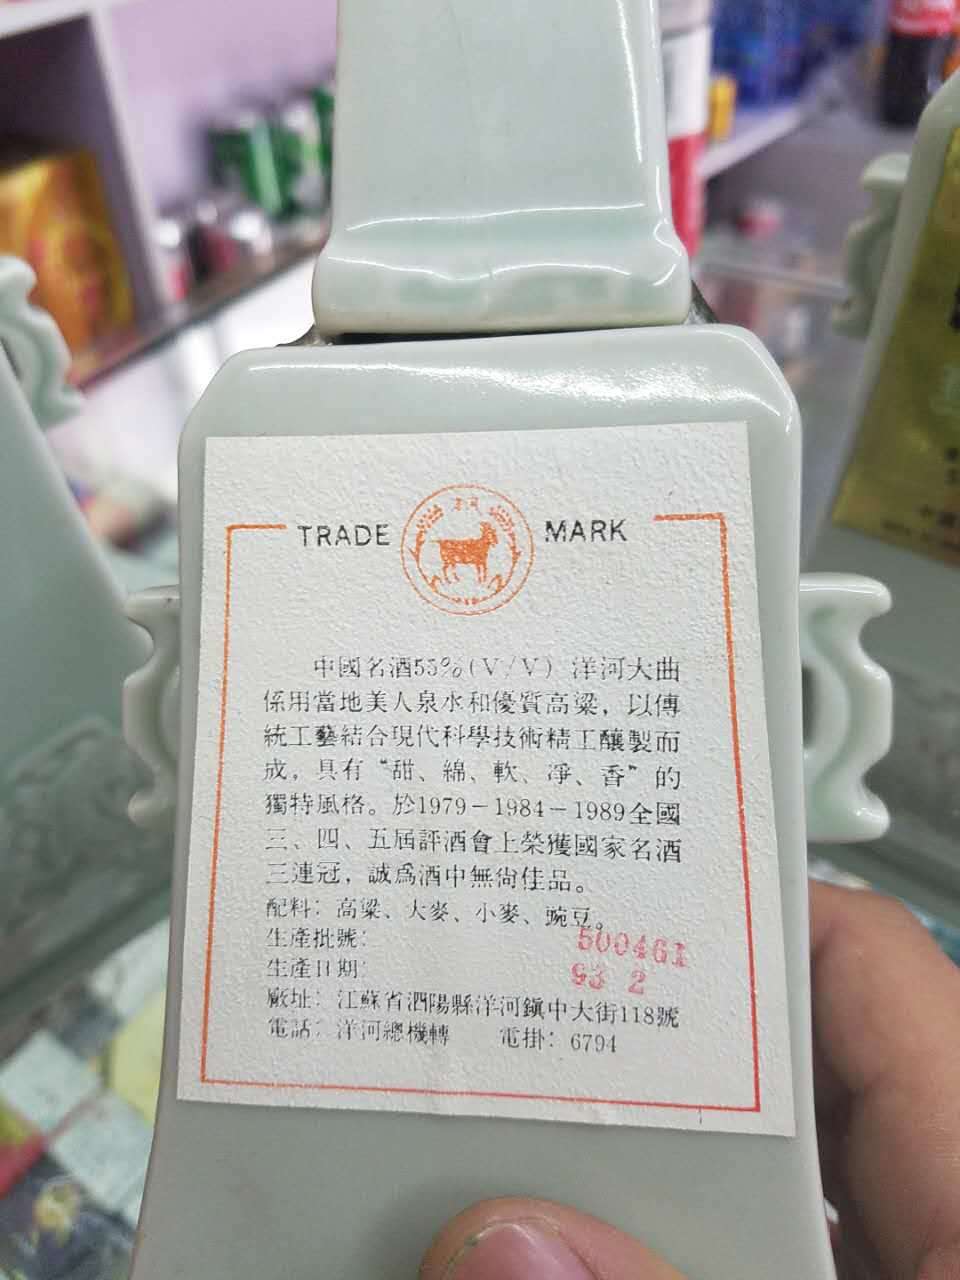 TRADE MARK
中國名酒55%(V/V) 洋河大曲
係用當地美人泉水和優質高粱，以傳
統工藝結合現代科學技術精工釀製而
成，具有“甜、綿、軟、淨、香”的
獨特風格。於1979－1984－1989全國
三、四、五屆評酒會上榮獲國家名酒
三連冠，誠爲酒中無尚佳品。
配料：高粱、大麥、小麥、豌豆。
生產批號：500461
生產日期：93 2
廠址：江蘇省泗陽縣洋河鎮中大街118號
電話：洋河總機轉 電掛：6794